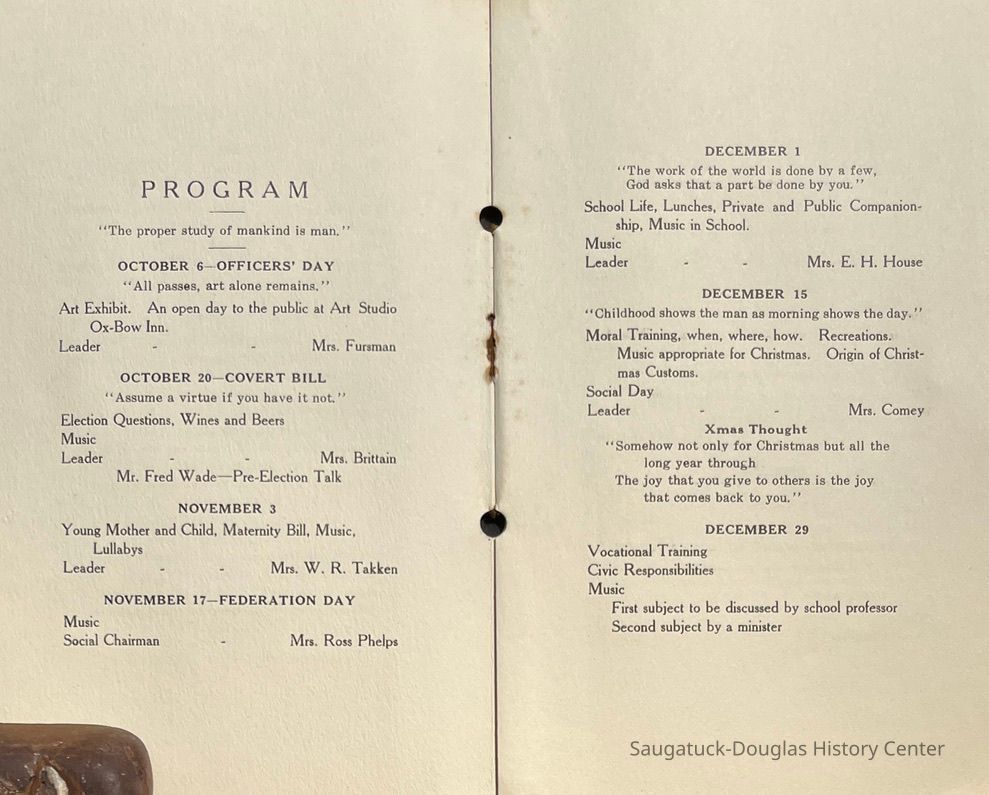 PROGRAM
"The proper study of mankind is man."
OCTOBER 6—OFFICERS' DAY
"All passes, art alone remains."
Art Exhibit. An open day to the public at Art Studio
Ox-Bow Inn.
Leader - - Mrs. Fursman
OCTOBER 20—COVERT BILL
"Assume a virtue if you have it not."
Election Questions, Wines and Beers
Music
Leader - - Mrs. Brittain
Mr. Fred Wade—Pre-Election Talk
NOVEMBER 3
Young Mother and Child, Maternity Bill, Music,
Lullabys
Leader - - Mrs. W. R. Takken
NOVEMBER 17—FEDERATION DAY
Music
Social Chairman - Mrs. Ross Phelps
DECEMBER 1
"The work of the world is done by a few,
God asks that a part be done by you."
School Life, Lunches, Private and Public Companion-
ship, Music in School.
Music
Leader - - Mrs. E. H. House
DECEMBER 15
"Childhood shows the man as morning shows the day."
Moral Training, when, where, how. Recreations.
Music appropriate for Christmas. Origin of Christ-
mas Customs.
Social Day
Leader - - Mrs. Comey
Xmas Thought
"Somehow not only for Christmas but all the
long year through
The joy that you give to others is the joy
that comes back to you."
DECEMBER 29
Vocational Training
Civic Responsibilities
Music
First subject to be discussed by school professor
Second subject by a minister
Saugatuck-Douglas History Center